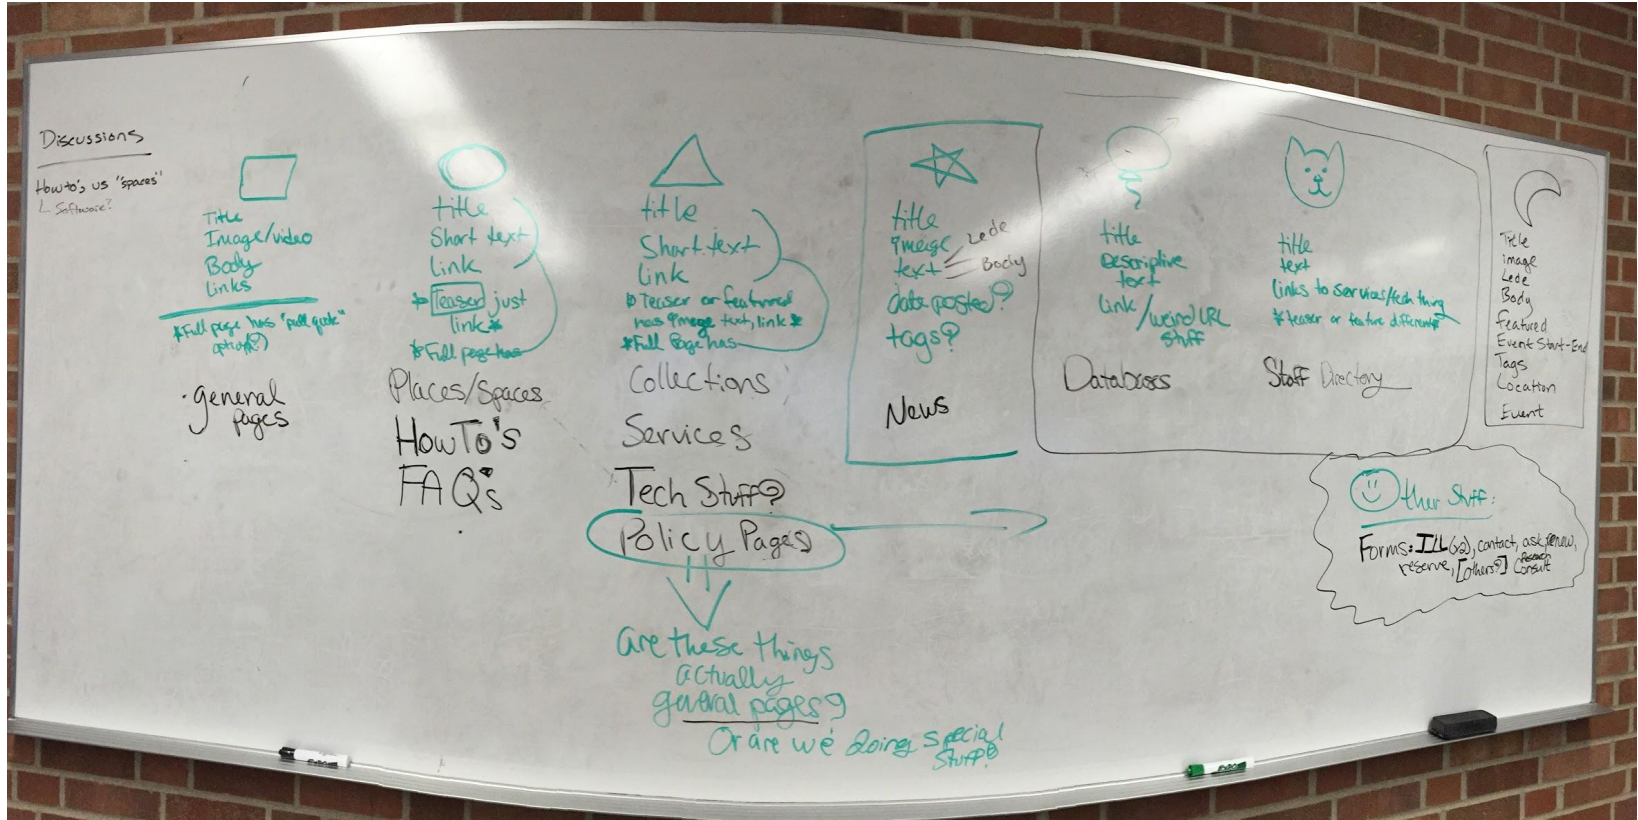 Discussions
How to's vs "spaces"
Software?
Title
Image/video
Body
Links
*Full page has "pull quote"
option?)
• general
pages
title
Short text
link
*Teaser just
link*
*Full page has
Places/Spaces
HowTo's
FAQ's
title
Short text
link
*Teaser or featured
has image text, link*
*Full Page has
Collections
Services
Tech Stuff?
Policy Pages
are these things
actually
general pages?
Or are we doing special
Stuff?
title
image
text
Lede
Body
date posted?
tags?
News
title
Descriptive
text
link/weird URL
stuff
Databases
title
text
links to services/tech thing
*teaser or feature different*
Staff Directory
Title
Image
Lede
Body
Featured
Event Start-End
Tags
Location
Event
ther Stuff:
Forms: ILL (x2), contact, ask, renew,
reserve, [others?] Research
Consult